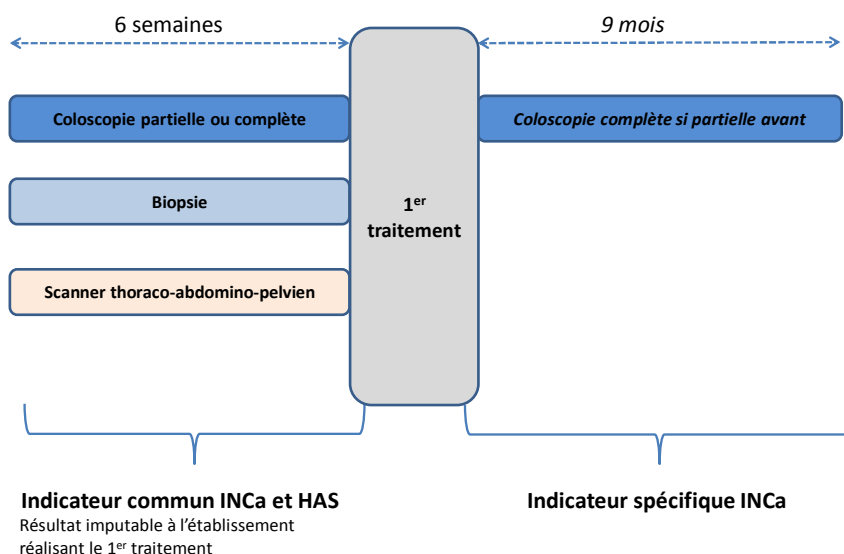 6 semaines
9 mois
Coloscopie partielle ou complète
Coloscopie complète si partielle avant
Biopsie
1er
traitement
Scanner thoraco-abdomino-pelvien
Indicateur commun INCa et HAS
Résultat imputable à l'établissement
réalisant le 1er traitement
Indicateur spécifique INCa